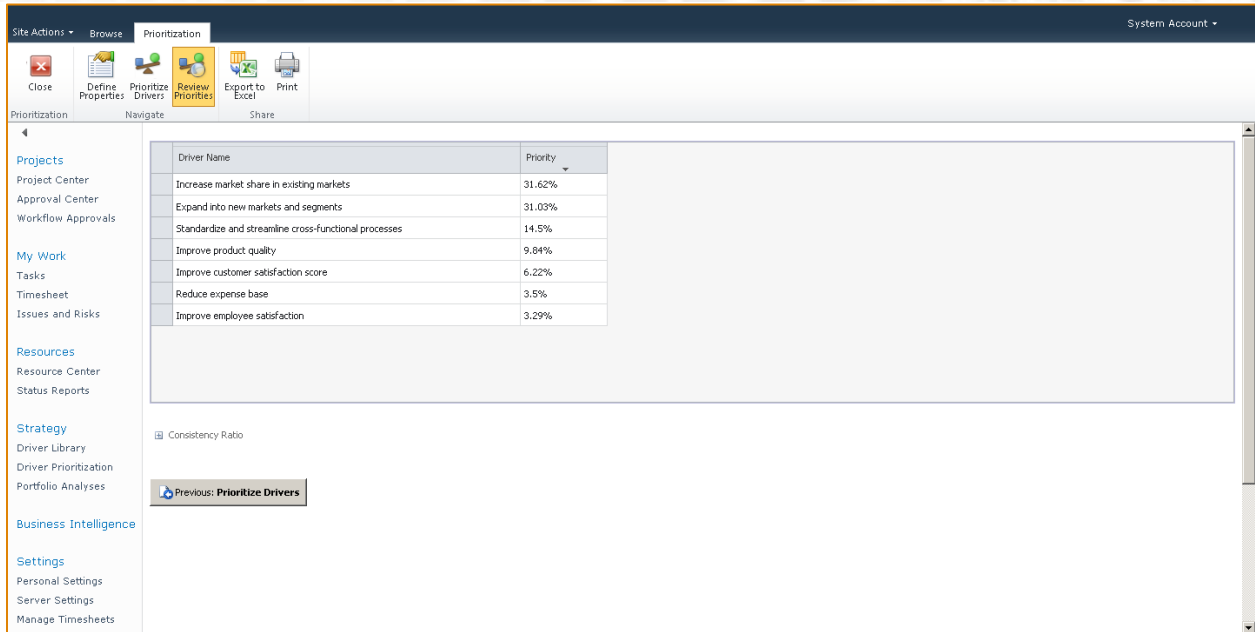 Site Actions Browse Prioritization System Account
Close Define Properties Prioritize Drivers Review Priorities Export to Excel Print
Prioritization Navigate Share
Projects
Project Center
Approval Center
Workflow Approvals
My Work
Tasks
Timesheet
Issues and Risks
Resources
Resource Center
Status Reports
Strategy
Driver Library
Driver Prioritization
Portfolio Analyses
Business Intelligence
Settings
Personal Settings
Server Settings
Manage Timesheets
Driver Name Priority
Increase market share in existing markets 31.62%
Expand into new markets and segments 31.03%
Standardize and streamline cross-functional processes 14.5%
Improve product quality 9.84%
Improve customer satisfaction score 6.22%
Reduce expense base 3.5%
Improve employee satisfaction 3.29%
Consistency Ratio
Previous: Prioritize Drivers